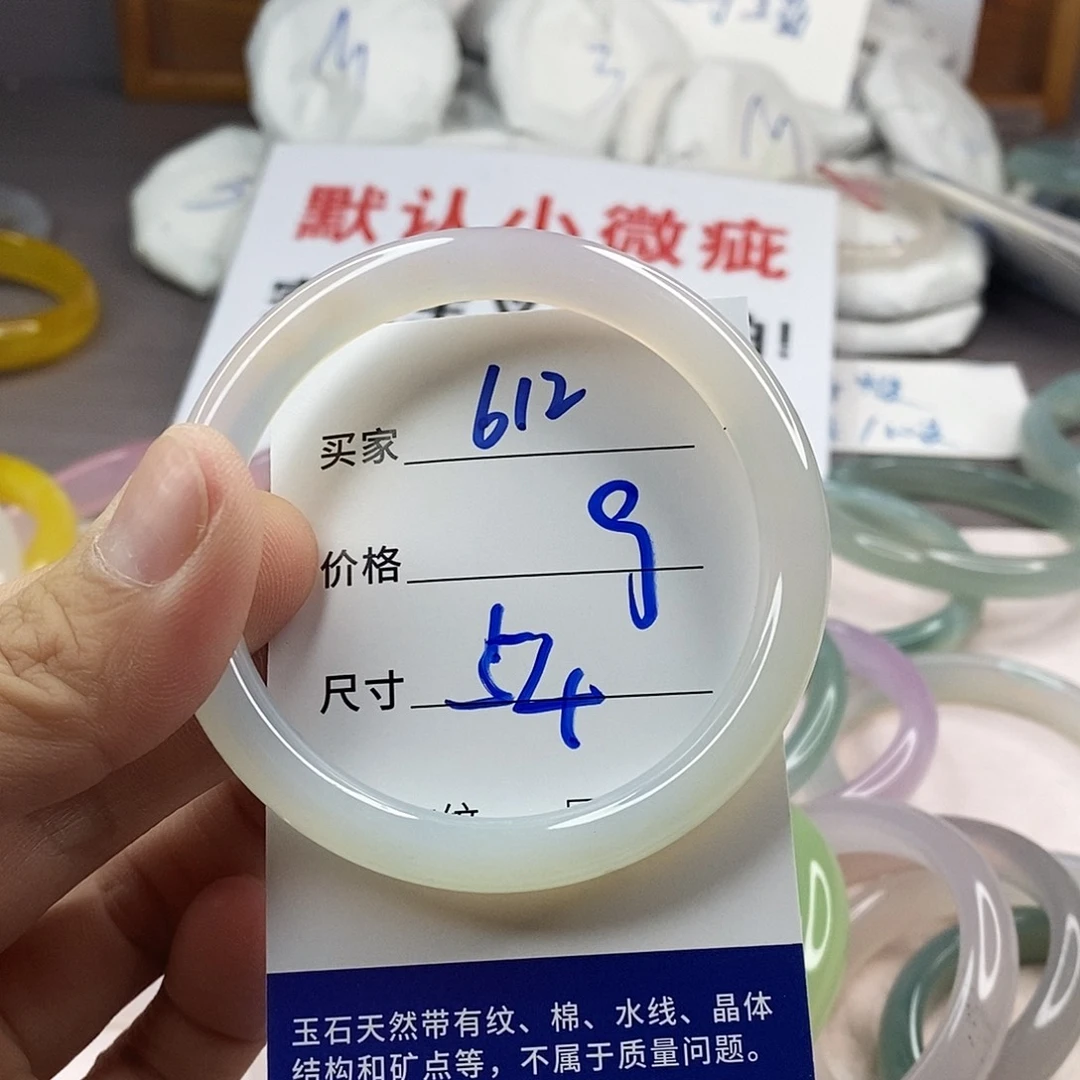 默认小微疵
买家 612
价格 9
尺寸 54
玉石天然带有纹、棉、水线、晶体
结构和矿点等，不属于质量问题。